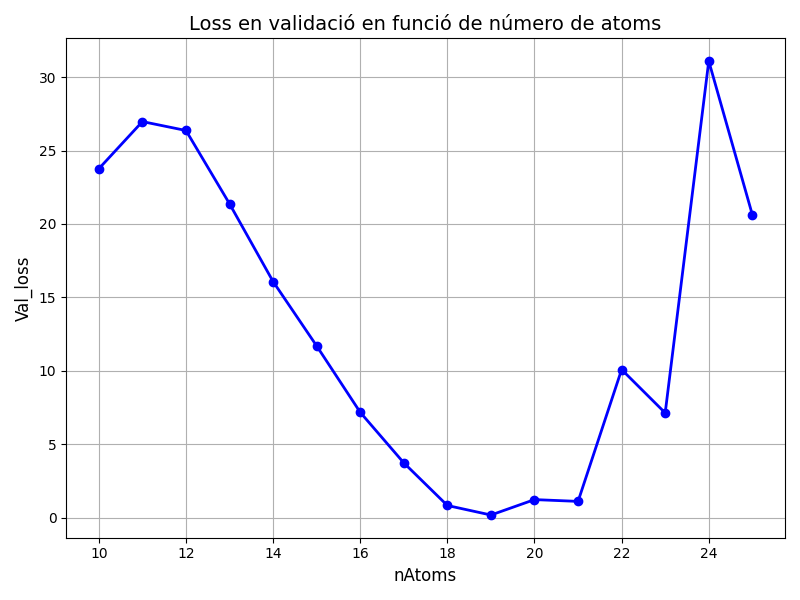 Loss en validació en funció de número de atoms
30
25
20
15
10
5
0
Val_loss
10 12 14 16 18 20 22 24
nAtoms